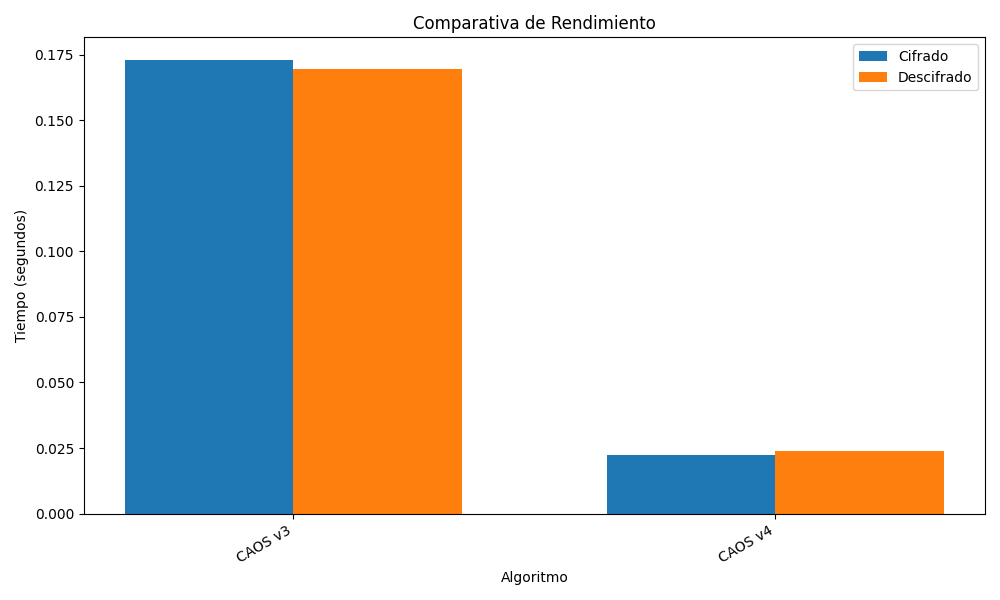 Comparativa de Rendimiento
Cifrado
Descifrado
Tiempo (segundos)
0.175
0.150
0.125
0.100
0.075
0.050
0.025
0.000
CAOS v3
CAOS v4
Algoritmo